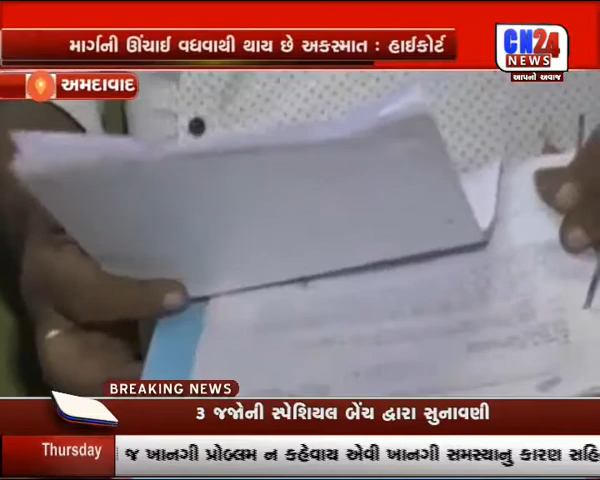 માર્ગની ઊંચાઈ વધવાથી થાય છે અકસ્માત : હાઈકોર્ટ
CN24
NEWS
આપનો અવાજ
અમદાવાદ
BREAKING NEWS
3 જજોની સ્પેશિયલ બેંચ દ્વારા સુનાવણી
Thursday
જ ખાનગી પ્રોબ્લમ ન કહેવાય એવી ખાનગી સમસ્યાનુ કારણ સહિ